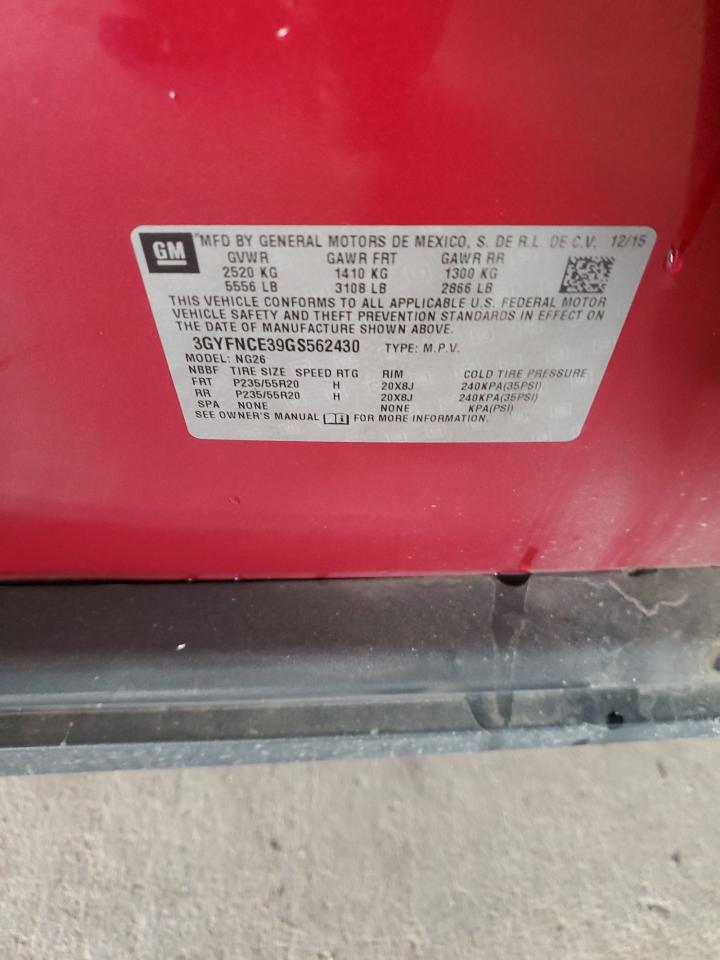 GM ®MFD BY GENERAL MOTORS DE MEXICO, S. DE R.L. DE C.V. 12/15
GVWR GAWR FRT GAWR RR
2520 KG 1410 KG 1300 KG
5556 LB 3108 LB 2866 LB
THIS VEHICLE CONFORMS TO ALL APPLICABLE U.S. FEDERAL MOTOR
VEHICLE SAFETY AND THEFT PREVENTION STANDARDS IN EFFECT ON
THE DATE OF MANUFACTURE SHOWN ABOVE.
3GYFNCE39GS562430 TYPE: M.P.V.
MODEL: NG26
NBBF TIRE SIZE SPEED RTG RIM COLD TIRE PRESSURE
FRT P235/55R20 H 20X8J 240KPA(35PSI)
RR P235/55R20 H 20X8J 240KPA(35PSI)
SPA NONE NONE KPA(PSI)
SEE OWNER'S MANUAL FOR MORE INFORMATION.